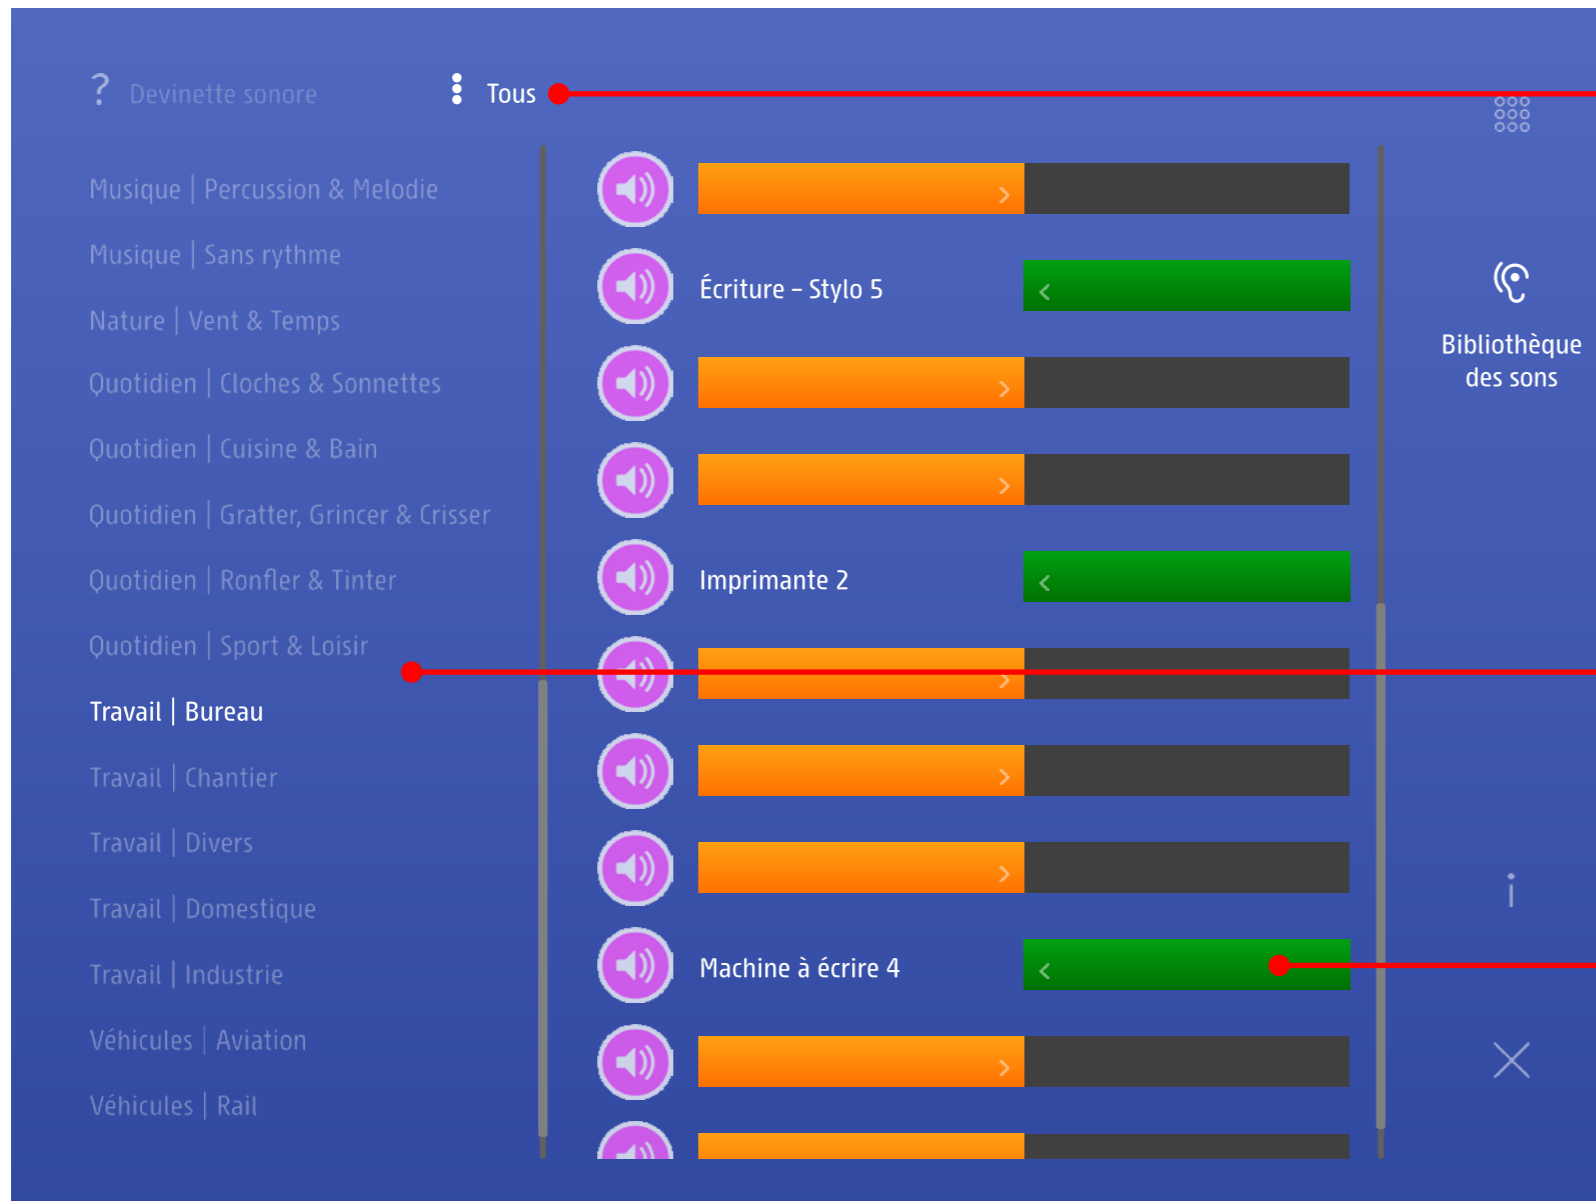 ? Devinette sonore
Tous
Musique | Percussion & Melodie
Musique | Sans rythme
Nature | Vent & Temps
Quotidien | Cloches & Sonnettes
Quotidien | Cuisine & Bain
Quotidien | Gratter, Grincer & Crisser
Quotidien | Ronfler & Tinter
Quotidien | Sport & Loisir
Travail | Bureau
Travail | Chantier
Travail | Divers
Travail | Domestique
Travail | Industrie
Véhicules | Aviation
Véhicules | Rail
Écriture – Stylo 5
Imprimante 2
Machine à écrire 4
Bibliothèque
des sons
i